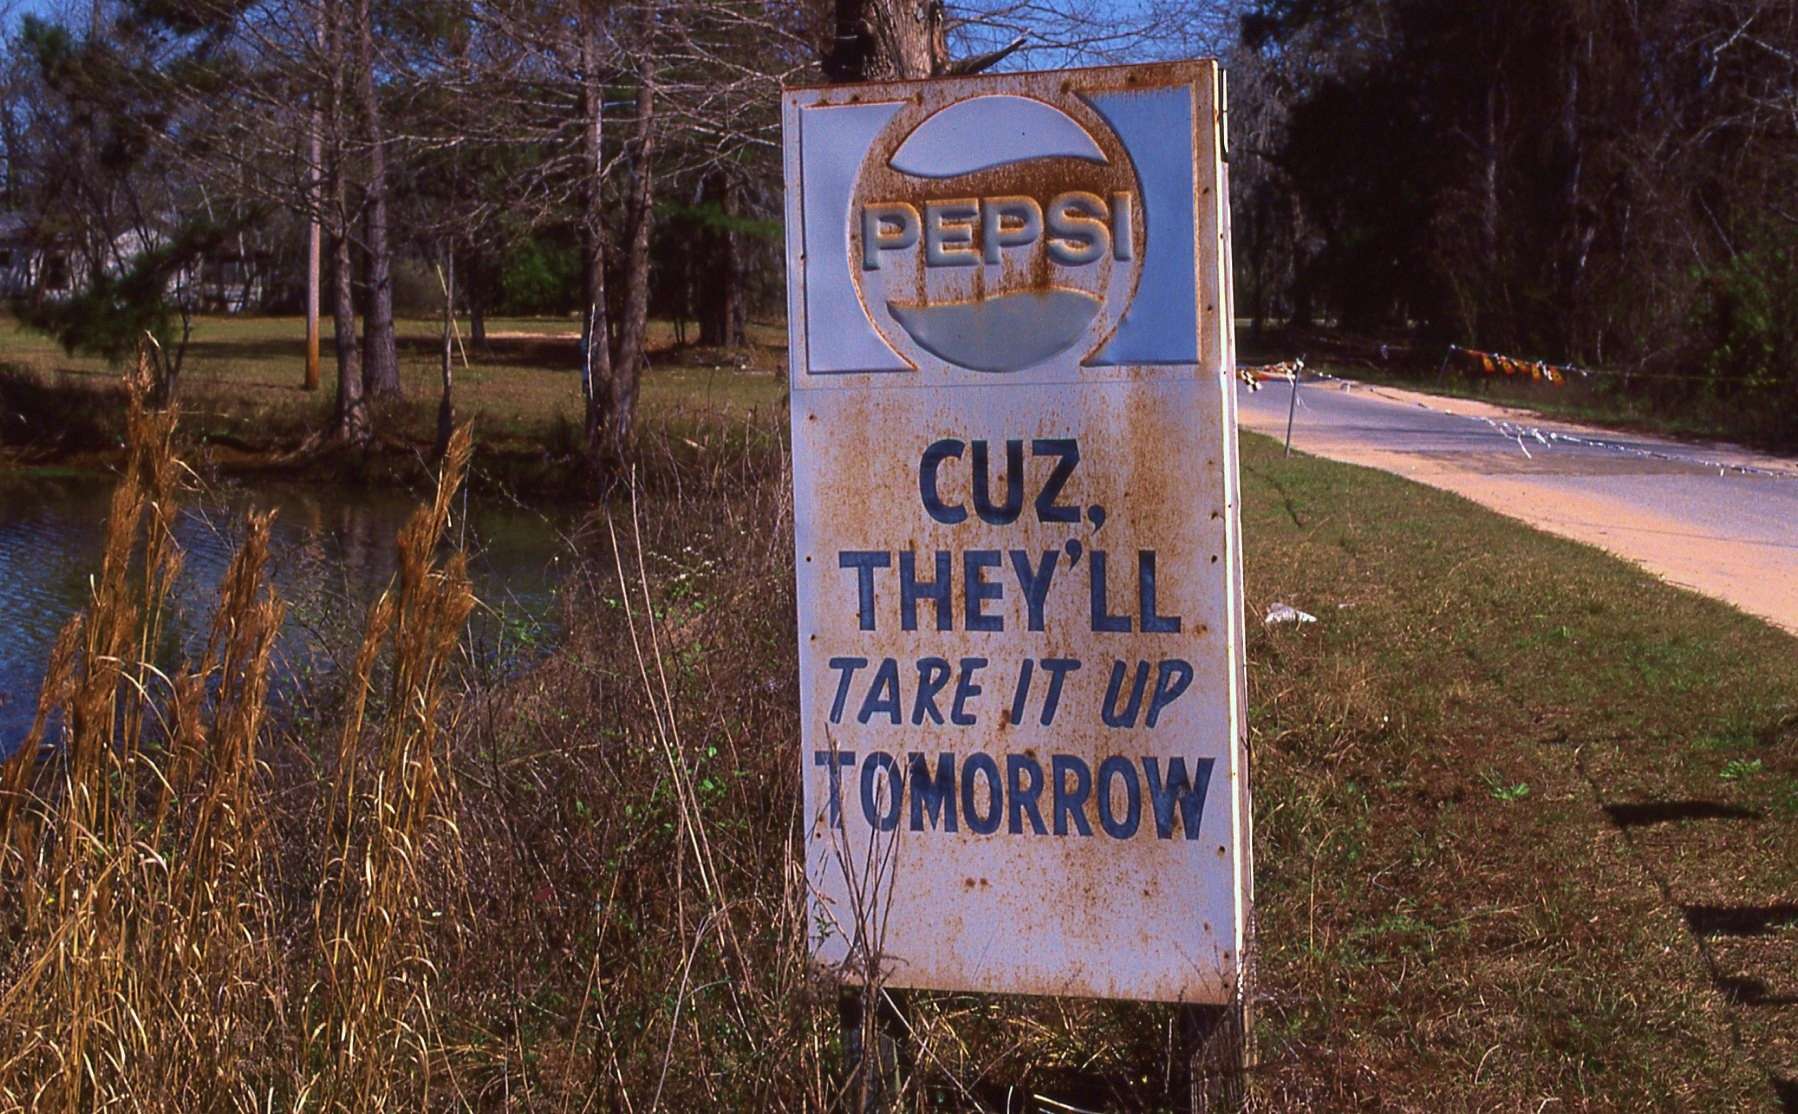 PEPSI
CUZ,
THEY'LL
TARE IT UP
TOMORROW